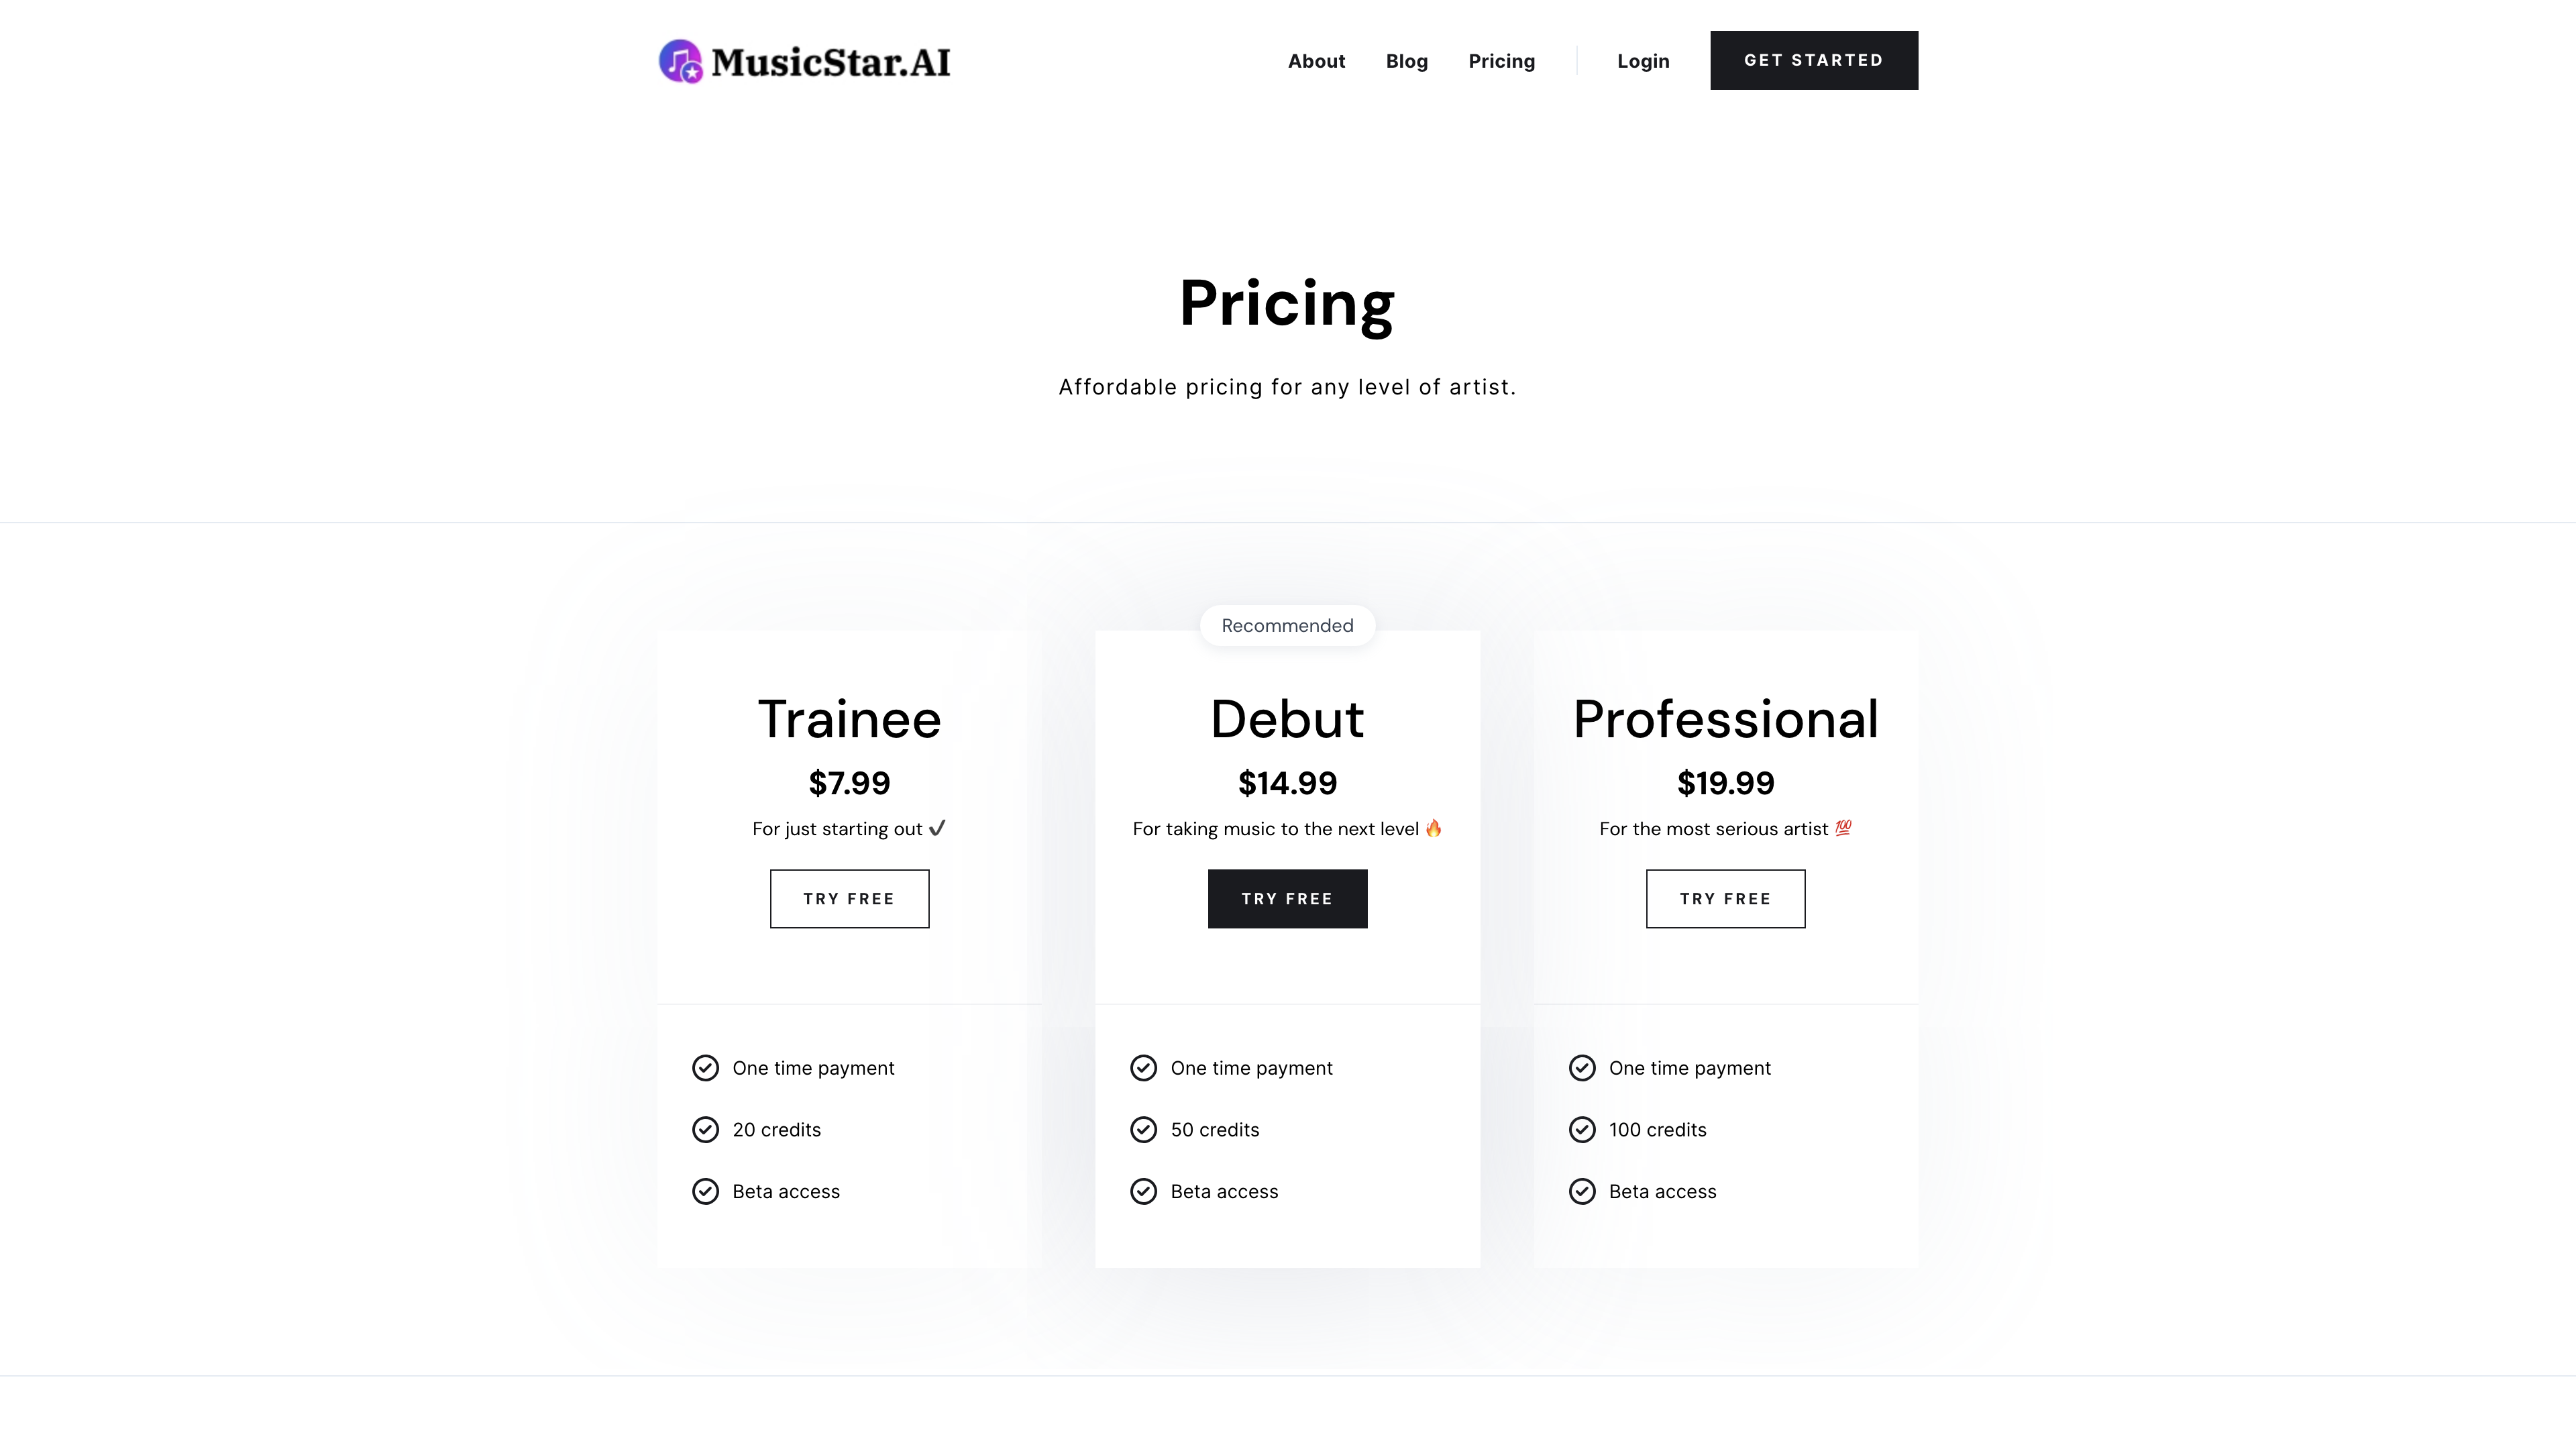 MusicStar.AI
About
Blog
Pricing
Login
GET STARTED
Pricing
Affordable pricing for any level of artist.
Trainee
$7.99
For just starting out ✔
TRY FREE
One time payment
20 credits
Beta access
Recommended
Debut
$14.99
For taking music to the next level 🔥
TRY FREE
One time payment
50 credits
Beta access
Professional
$19.99
For the most serious artist 💯
TRY FREE
One time payment
100 credits
Beta access